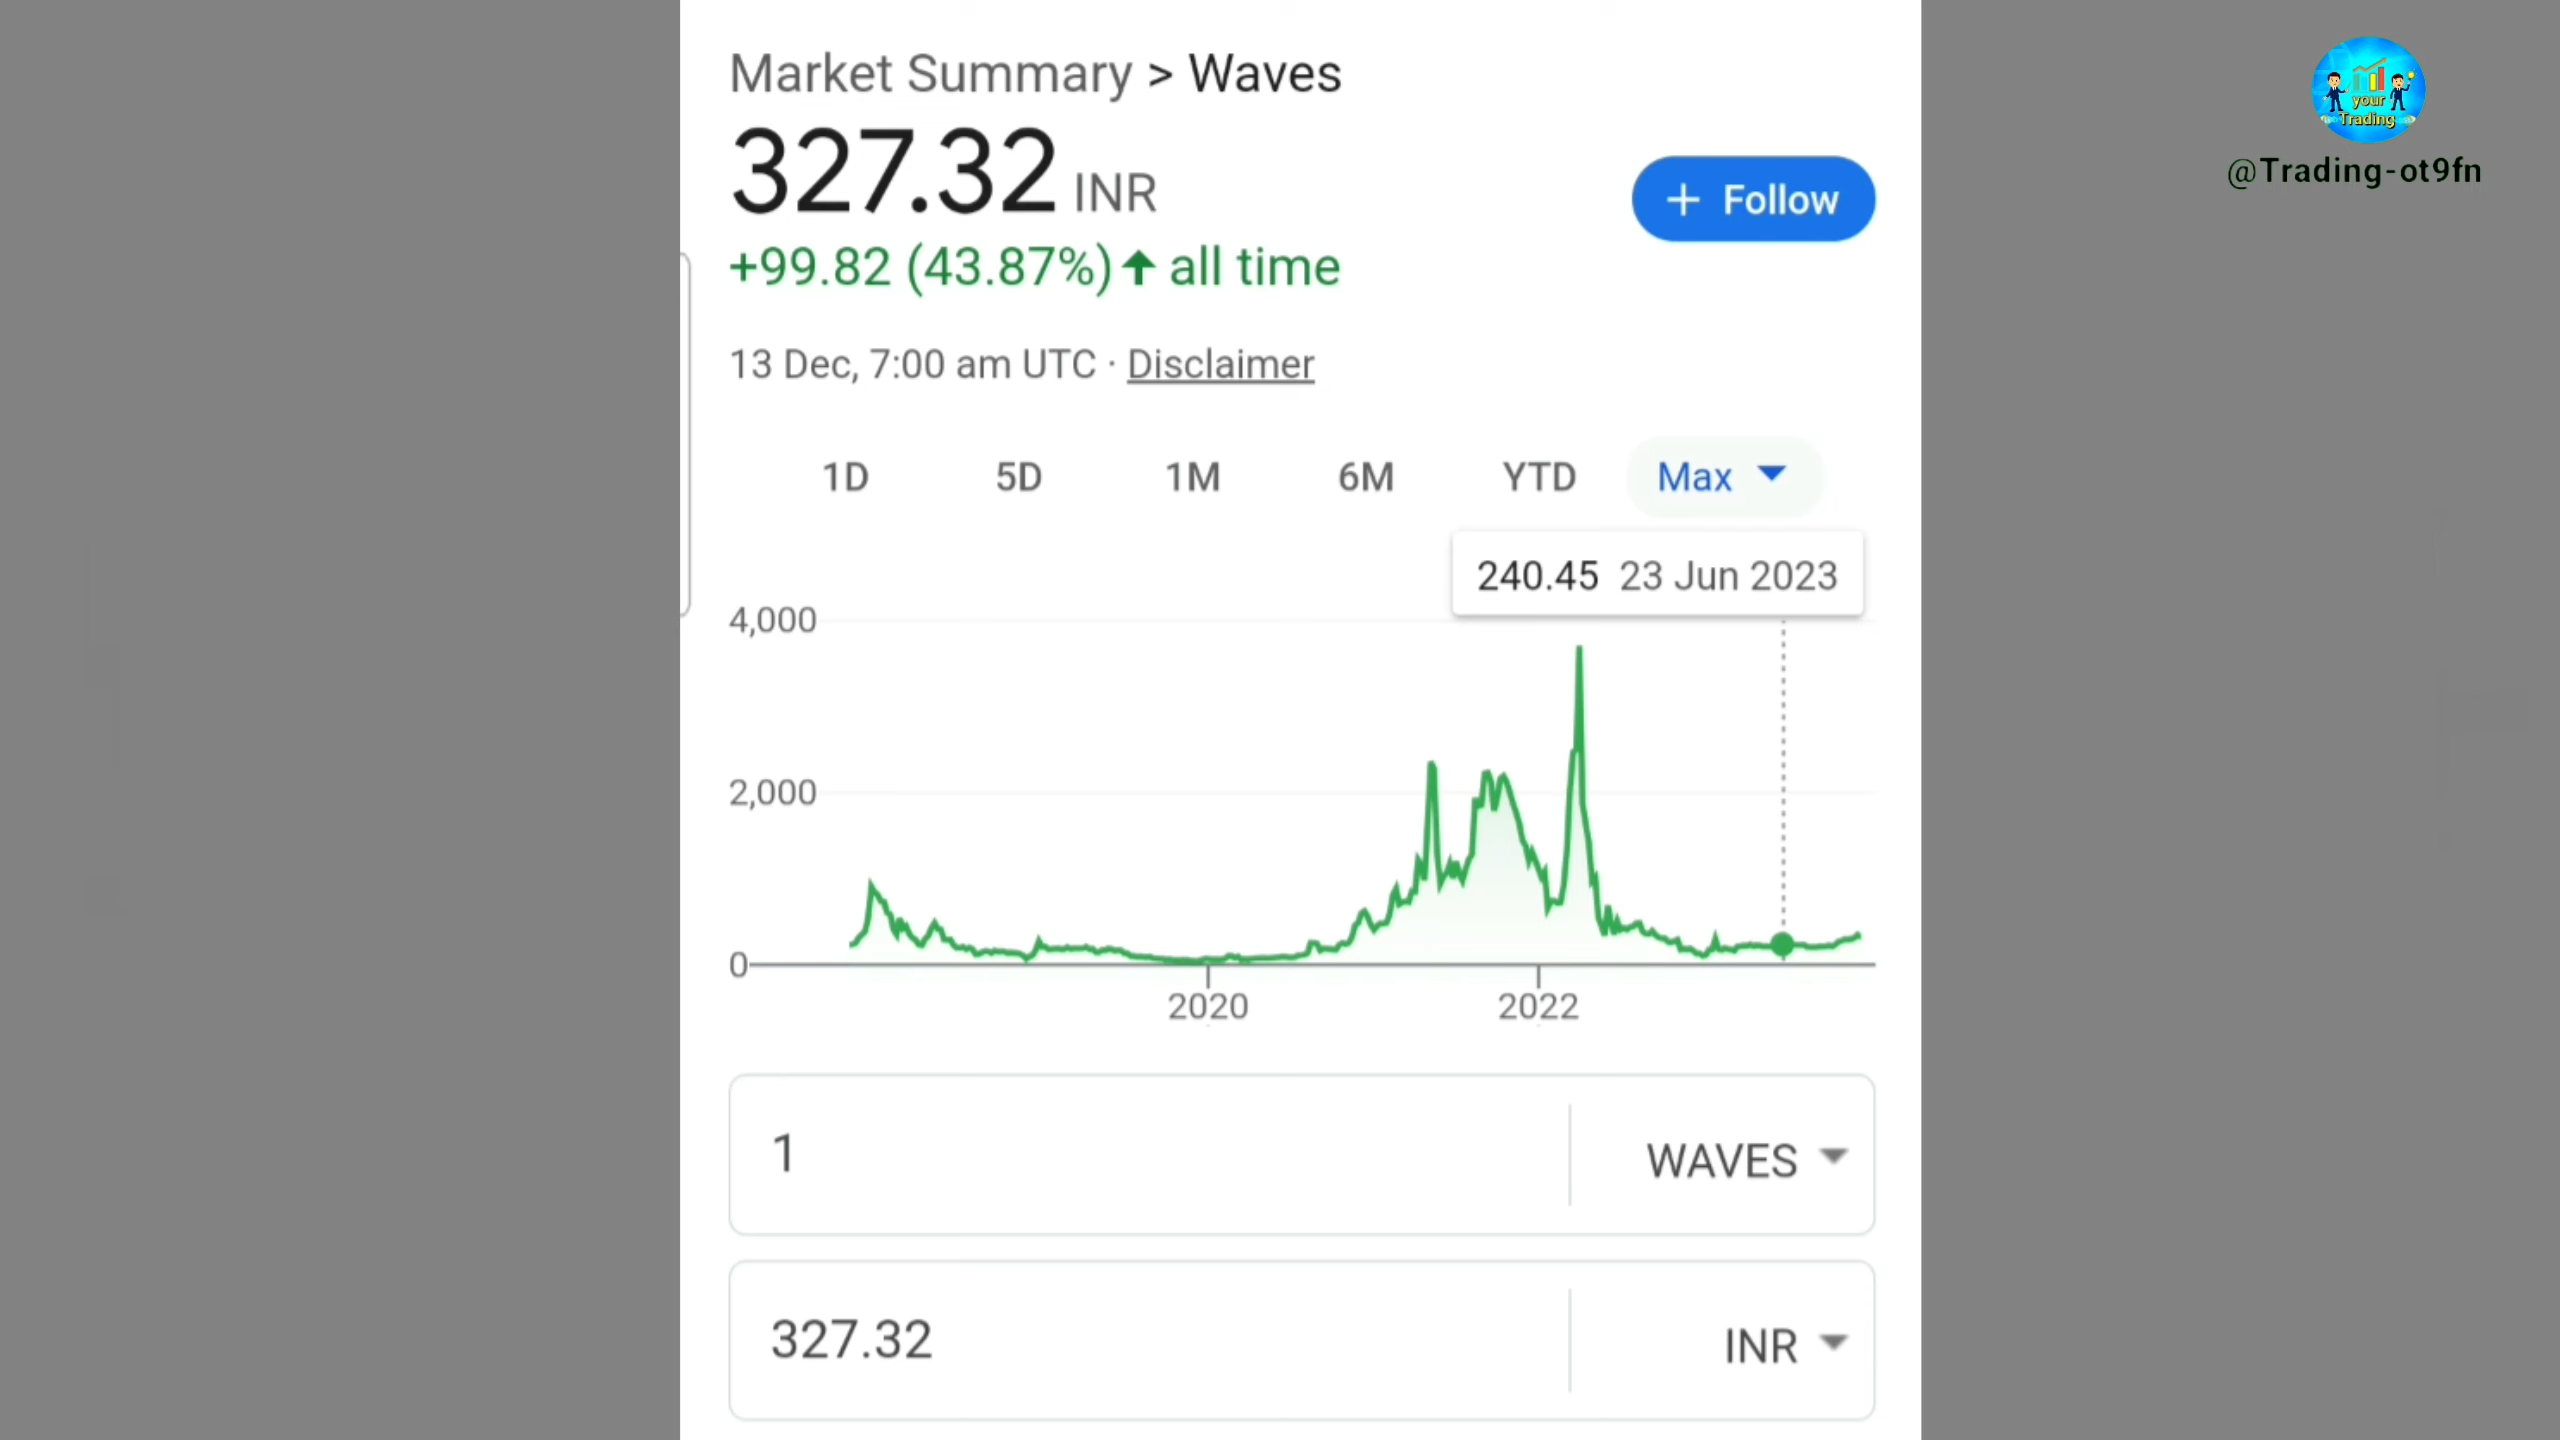 Market Summary > Waves
327.32 INR
+ Follow
+99.82 (43.87%) ↑ all time
13 Dec, 7:00 am UTC · Disclaimer
1D 5D 1M 6M YTD Max
240.45 23 Jun 2023
4,000
2,000
0
2020 2022
1 WAVES
327.32 INR
your
Trading
@Trading-ot9fn